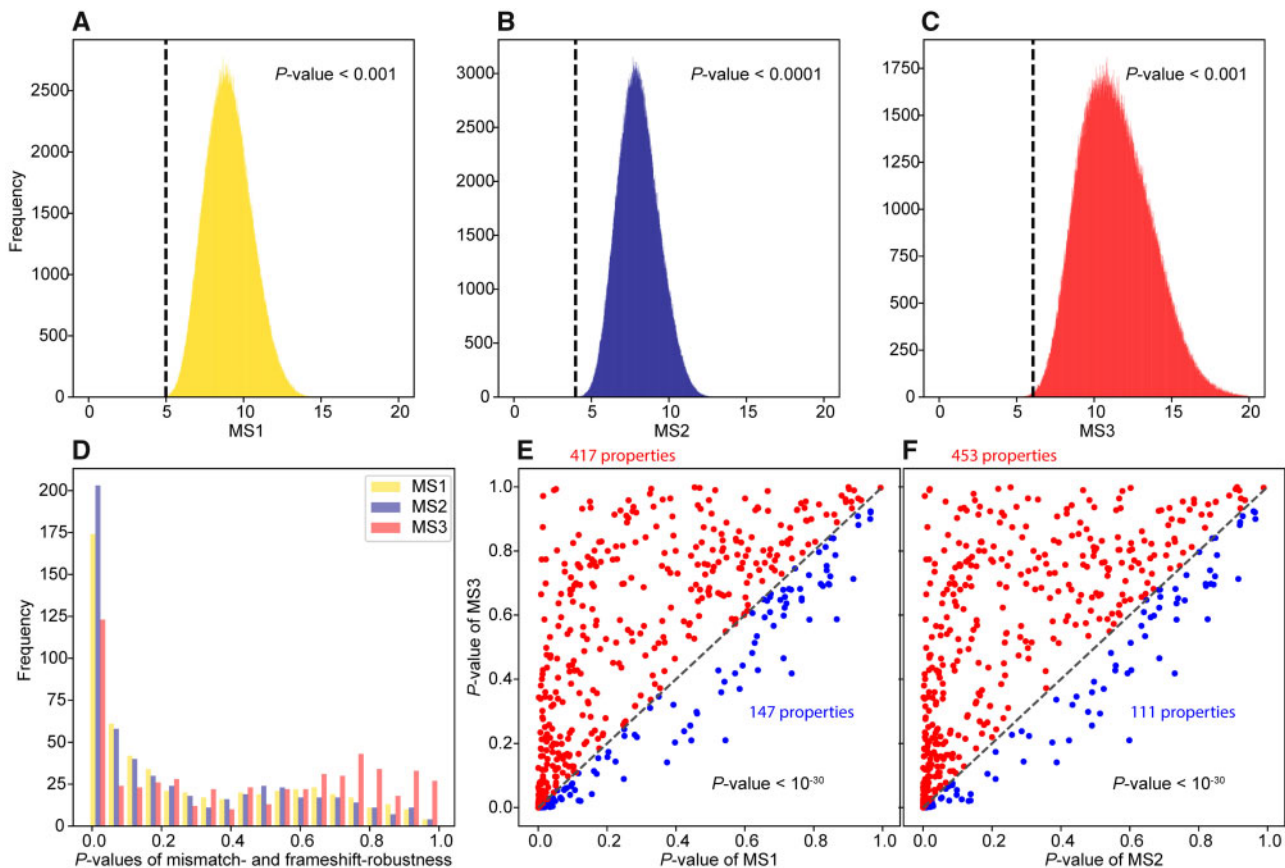 A
P-value < 0.001
2500
2000
1500
1000
500
0
Frequency
0 5 10 15 20
MS1
B
P-value < 0.0001
3000
2500
2000
1500
1000
500
0
0 5 10 15 20
MS2
C
P-value < 0.001
1750
1500
1250
1000
750
500
250
0
0 5 10 15 20
MS3
D
MS1
MS2
MS3
200
175
150
125
100
75
50
25
0
Frequency
0.0 0.2 0.4 0.6 0.8 1.0
P-values of mismatch- and frameshift-robustness
E
417 properties
1.0
0.8
0.6
0.4
0.2
0.0
P-value of MS3
147 properties
P-value < 10⁻³⁰
0.0 0.2 0.4 0.6 0.8 1.0
P-value of MS1
F
453 properties
111 properties
P-value < 10⁻³⁰
0.0 0.2 0.4 0.6 0.8 1.0
P-value of MS2